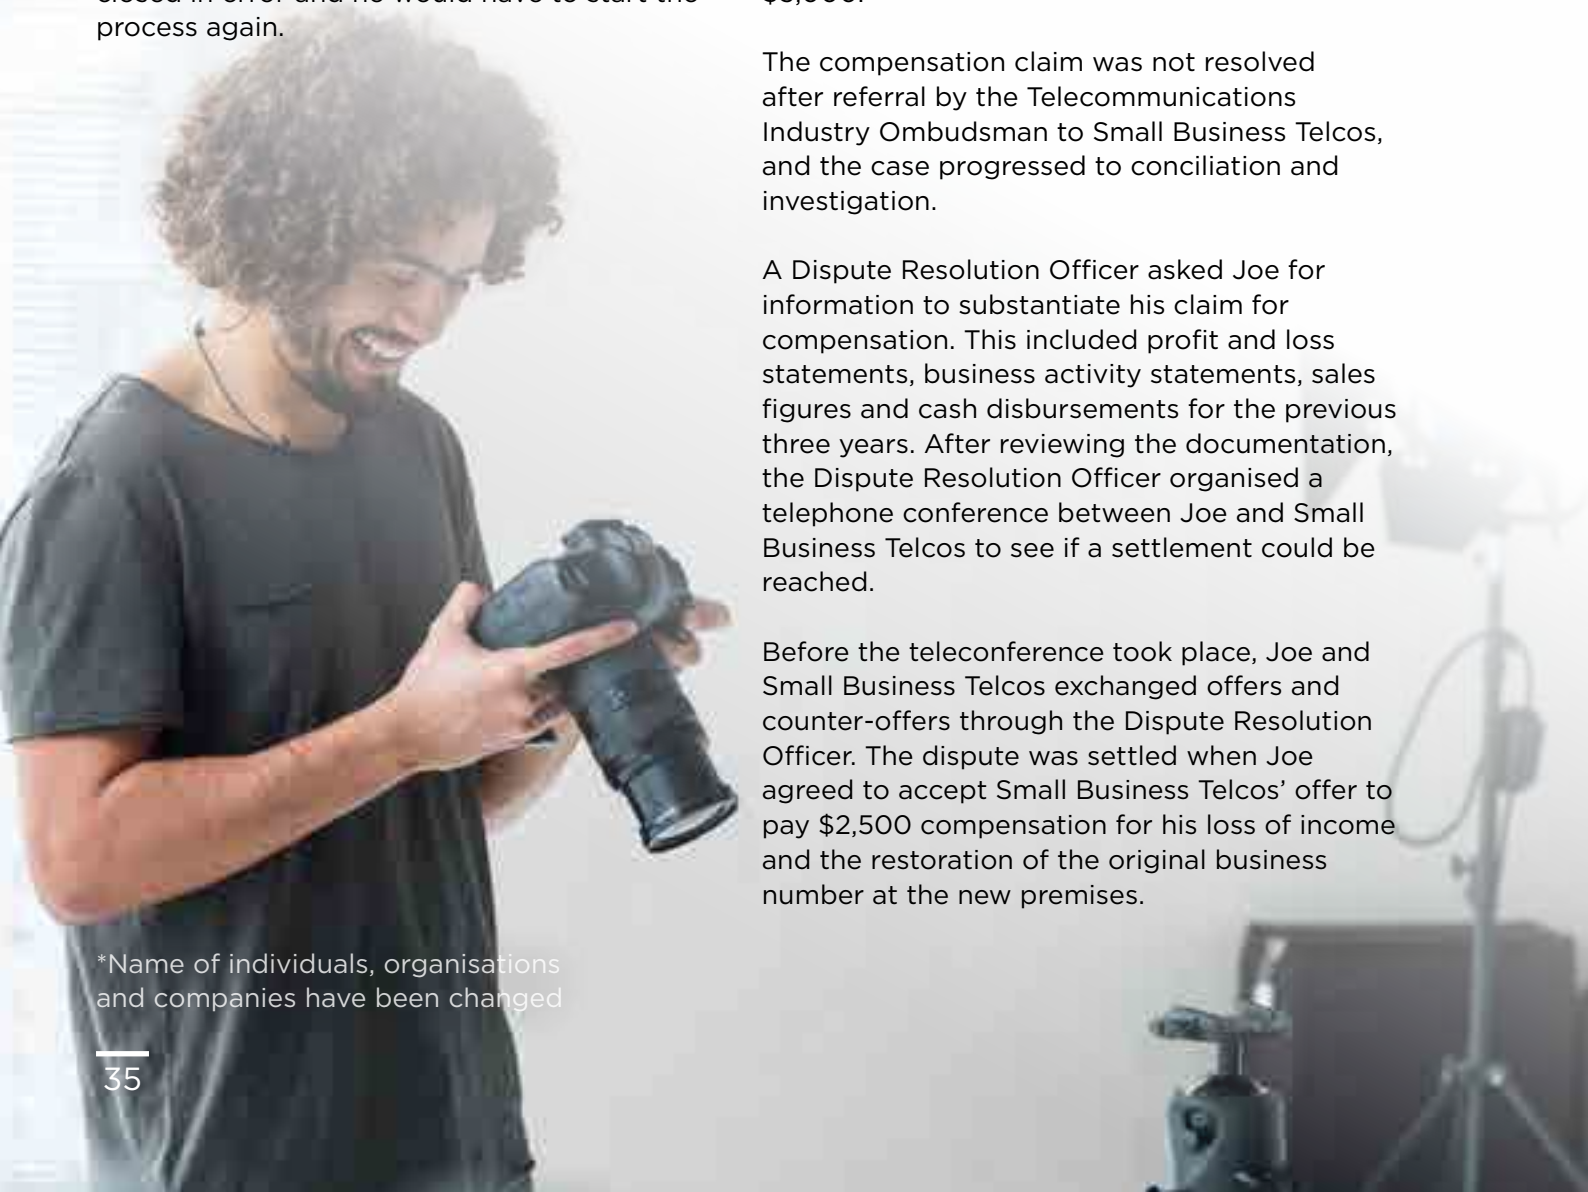 process again.
The compensation claim was not resolved
after referral by the Telecommunications
Industry Ombudsman to Small Business Telcos,
and the case progressed to conciliation and
investigation.
A Dispute Resolution Officer asked Joe for
information to substantiate his claim for
compensation. This included profit and loss
statements, business activity statements, sales
figures and cash disbursements for the previous
three years. After reviewing the documentation,
the Dispute Resolution Officer organised a
telephone conference between Joe and Small
Business Telcos to see if a settlement could be
reached.
Before the teleconference took place, Joe and
Small Business Telcos exchanged offers and
counter-offers through the Dispute Resolution
Officer. The dispute was settled when Joe
agreed to accept Small Business Telcos’ offer to
pay $2,500 compensation for his loss of income
and the restoration of the original business
number at the new premises.
*Name of individuals, organisations
and companies have been changed
35